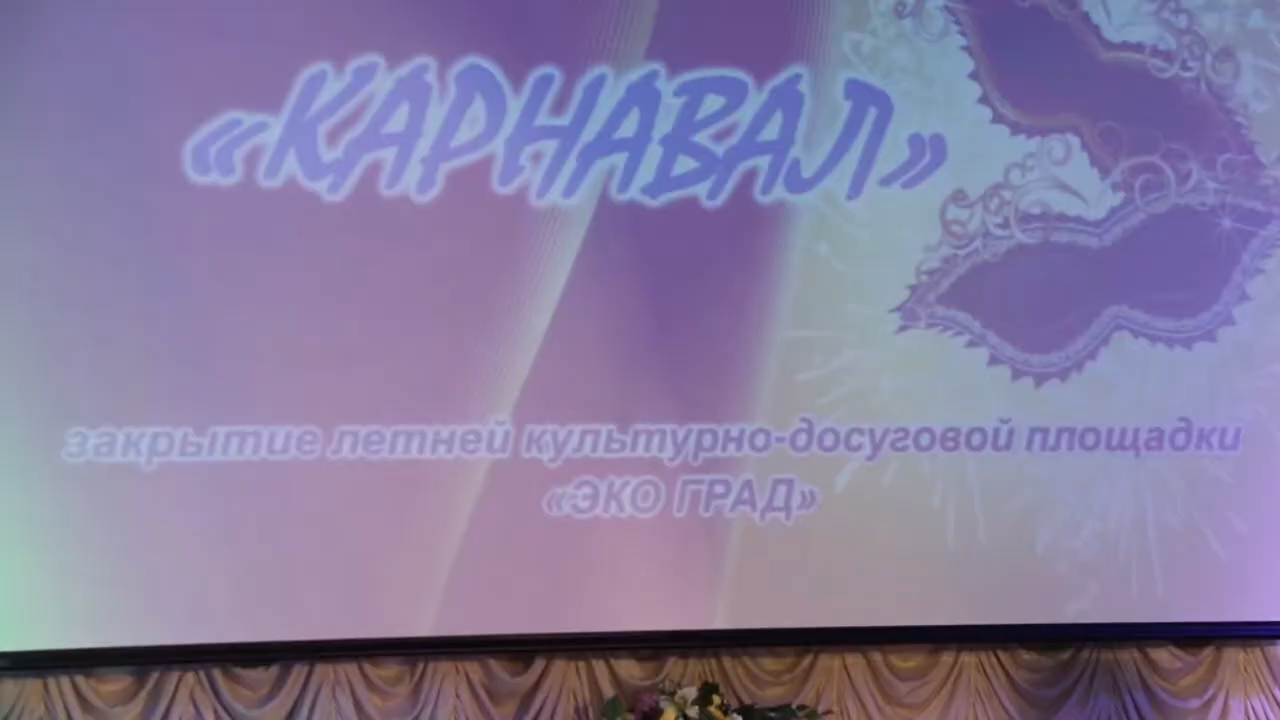 «КАРНАВАЛ»
закрытие летней культурно-досуговой площадки
«ЭКО ГРАД»